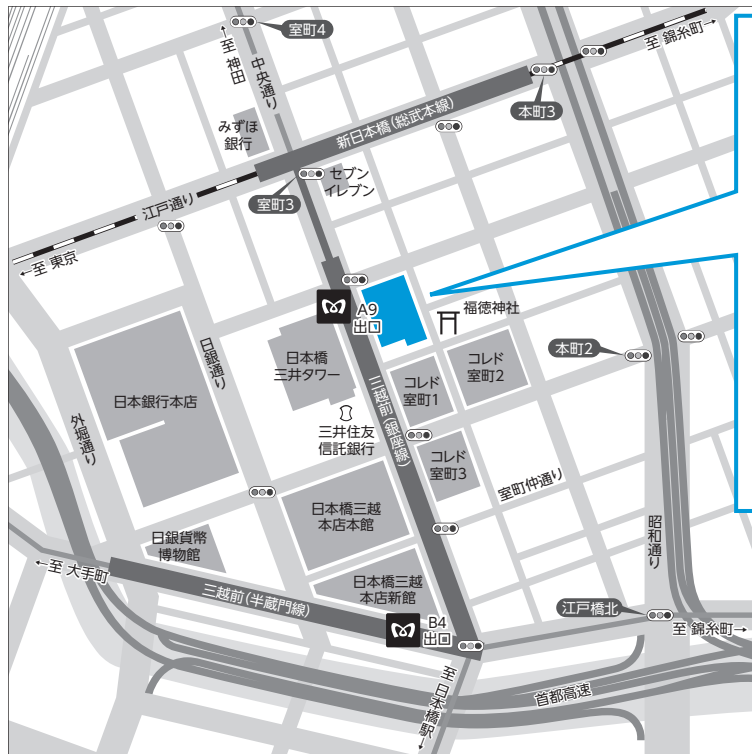 室町4
←至 神田
中央通り
至 錦糸町→
本町3
みずほ
銀行
新日本橋(総武本線)
セブン
イレブン
室町3
江戸通り
←至 東京
A9
出口
福徳神社
日銀通り
日本橋
三井タワー
コレド
室町1
コレド
室町2
本町2
日本銀行本店
外堀通り
三井住友
信託銀行
三越前(銀座線)
コレド
室町3
室町仲通り
日本橋三越
本店本館
昭和通り
日銀貨幣
博物館
←至 大手町
三越前(半蔵門線)
日本橋三越
本店新館
B4
出口
江戸橋北
至 錦糸町→
至 日本橋駅→
首都高速